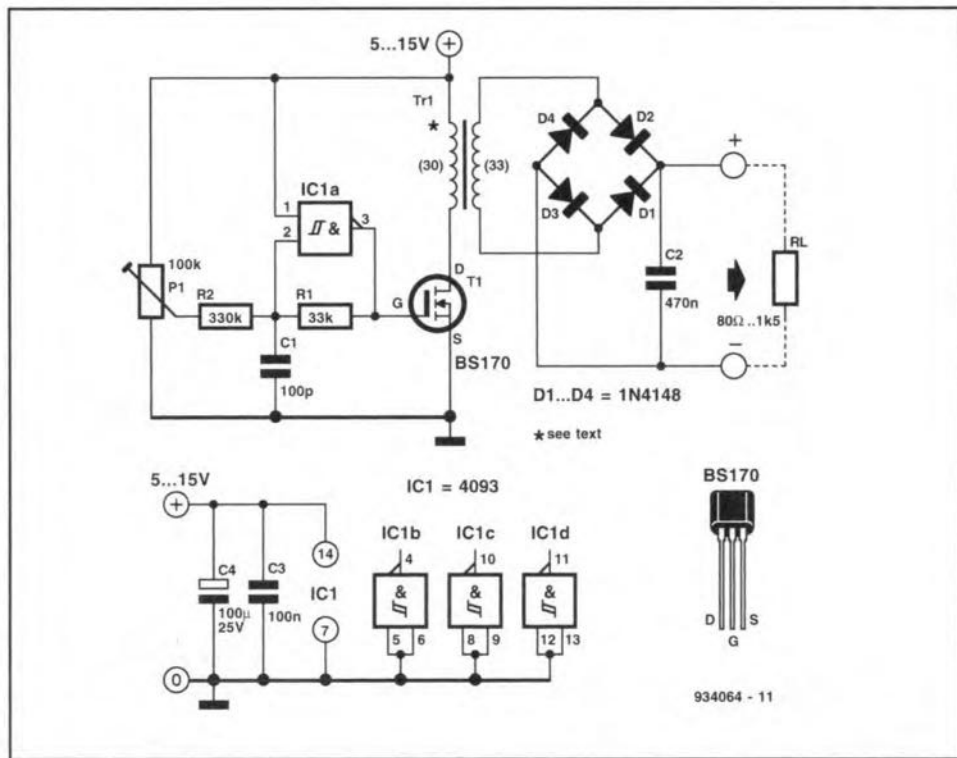 5...15V
+
Tr1
*
(30)
(33)
D4
D2
D3
D1
+
IC1a
1
2
&
3
100k
P1
R2
330k
R1
33k
G
D
T1
S
BS170
C1
100p
C2
470n
RL
80Ω..1k5
−
D1...D4 = 1N4148
* see text
5...15V
+
IC1 = 4093
BS170
IC1b
IC1c
IC1d
4
10
11
14
C4
C3
IC1
&
&
&
100µ
25V
100n
7
5
6
8
9
12
13
0
D
S
G
934064 - 11